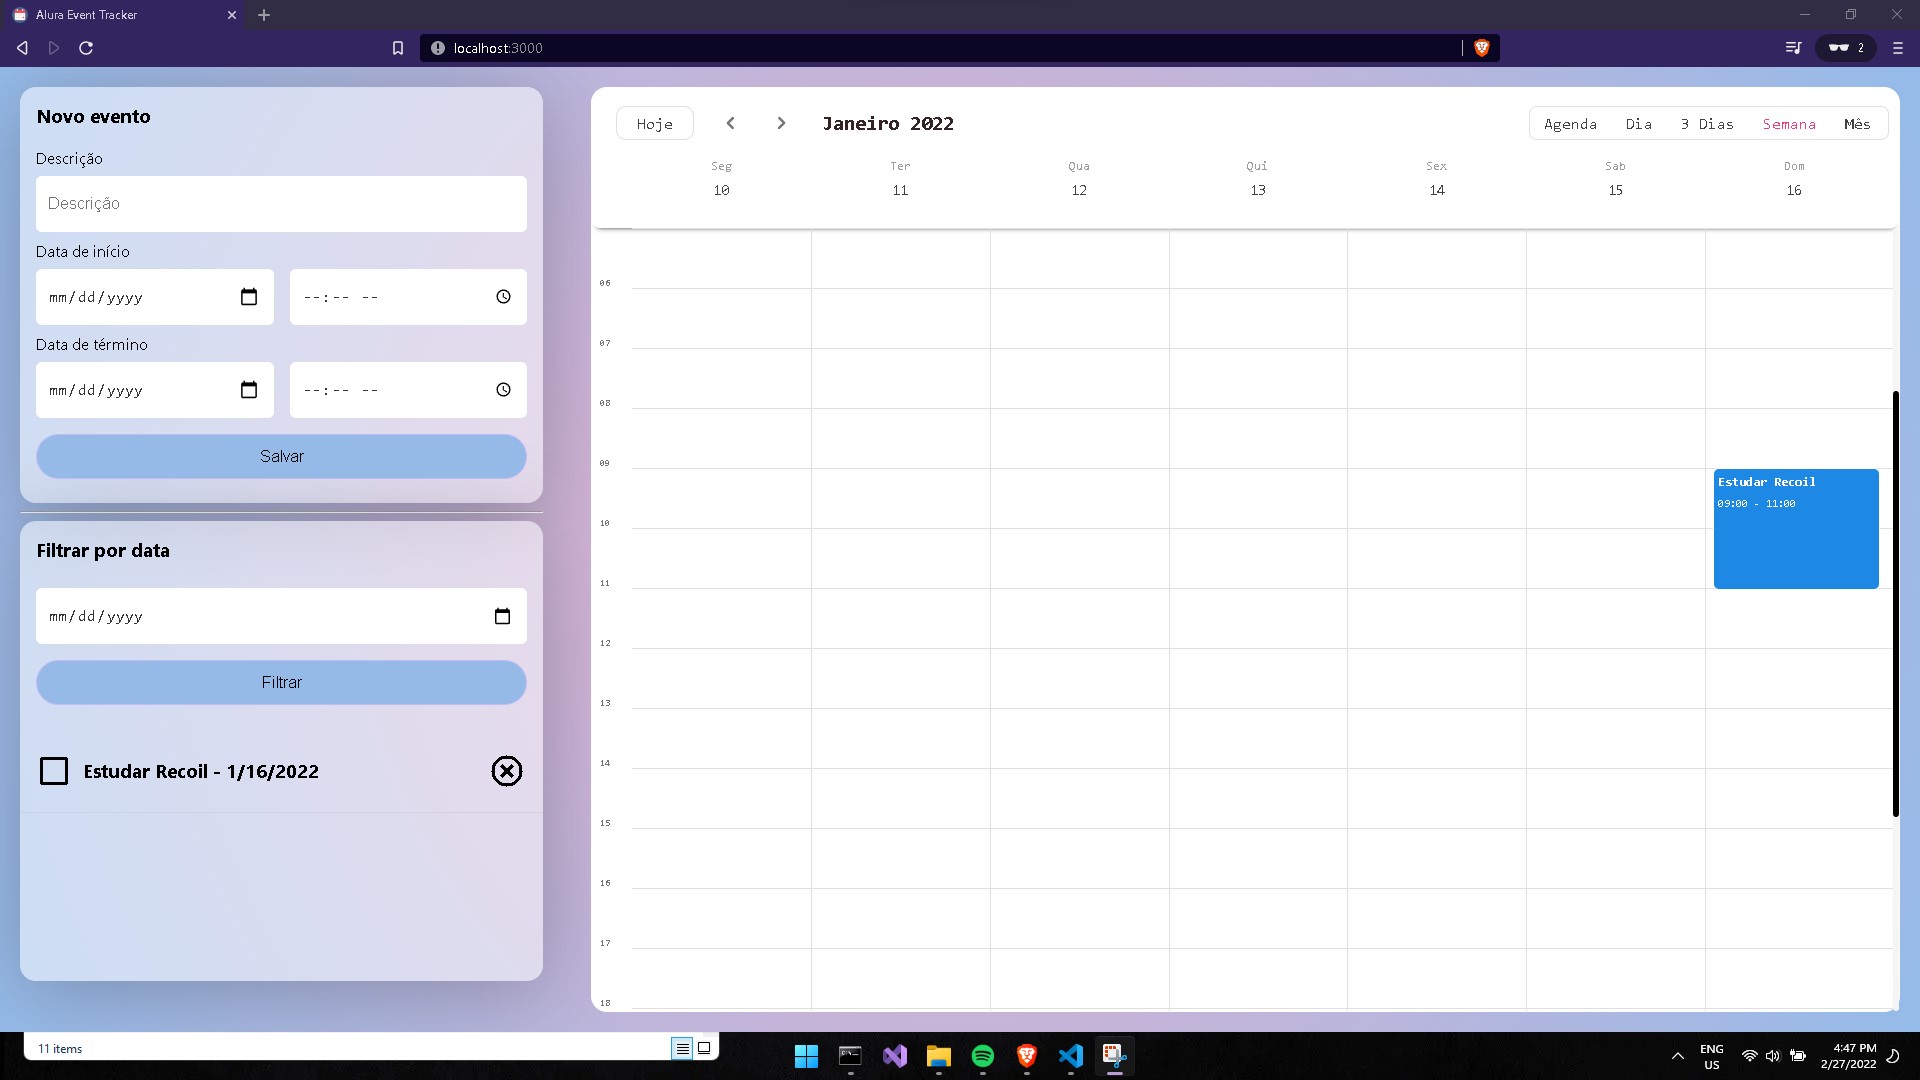 Alura Event Tracker
localhost:3000
2
Novo evento
Descrição
Descrição
Data de início
mm/dd/yyyy
--:-- --
Data de término
mm/dd/yyyy
--:-- --
Salvar
Filtrar por data
mm/dd/yyyy
Filtrar
Estudar Recoil - 1/16/2022
Hoje
Janeiro 2022
Agenda Dia 3 Dias Semana Mês
Seg Ter Qua Qui Sex Sab Dom
10 11 12 13 14 15 16
06
07
08
09
Estudar Recoil
09:00 - 11:00
10
11
12
13
14
15
16
17
18
11 items
ENG
US
4:47 PM
2/27/2022